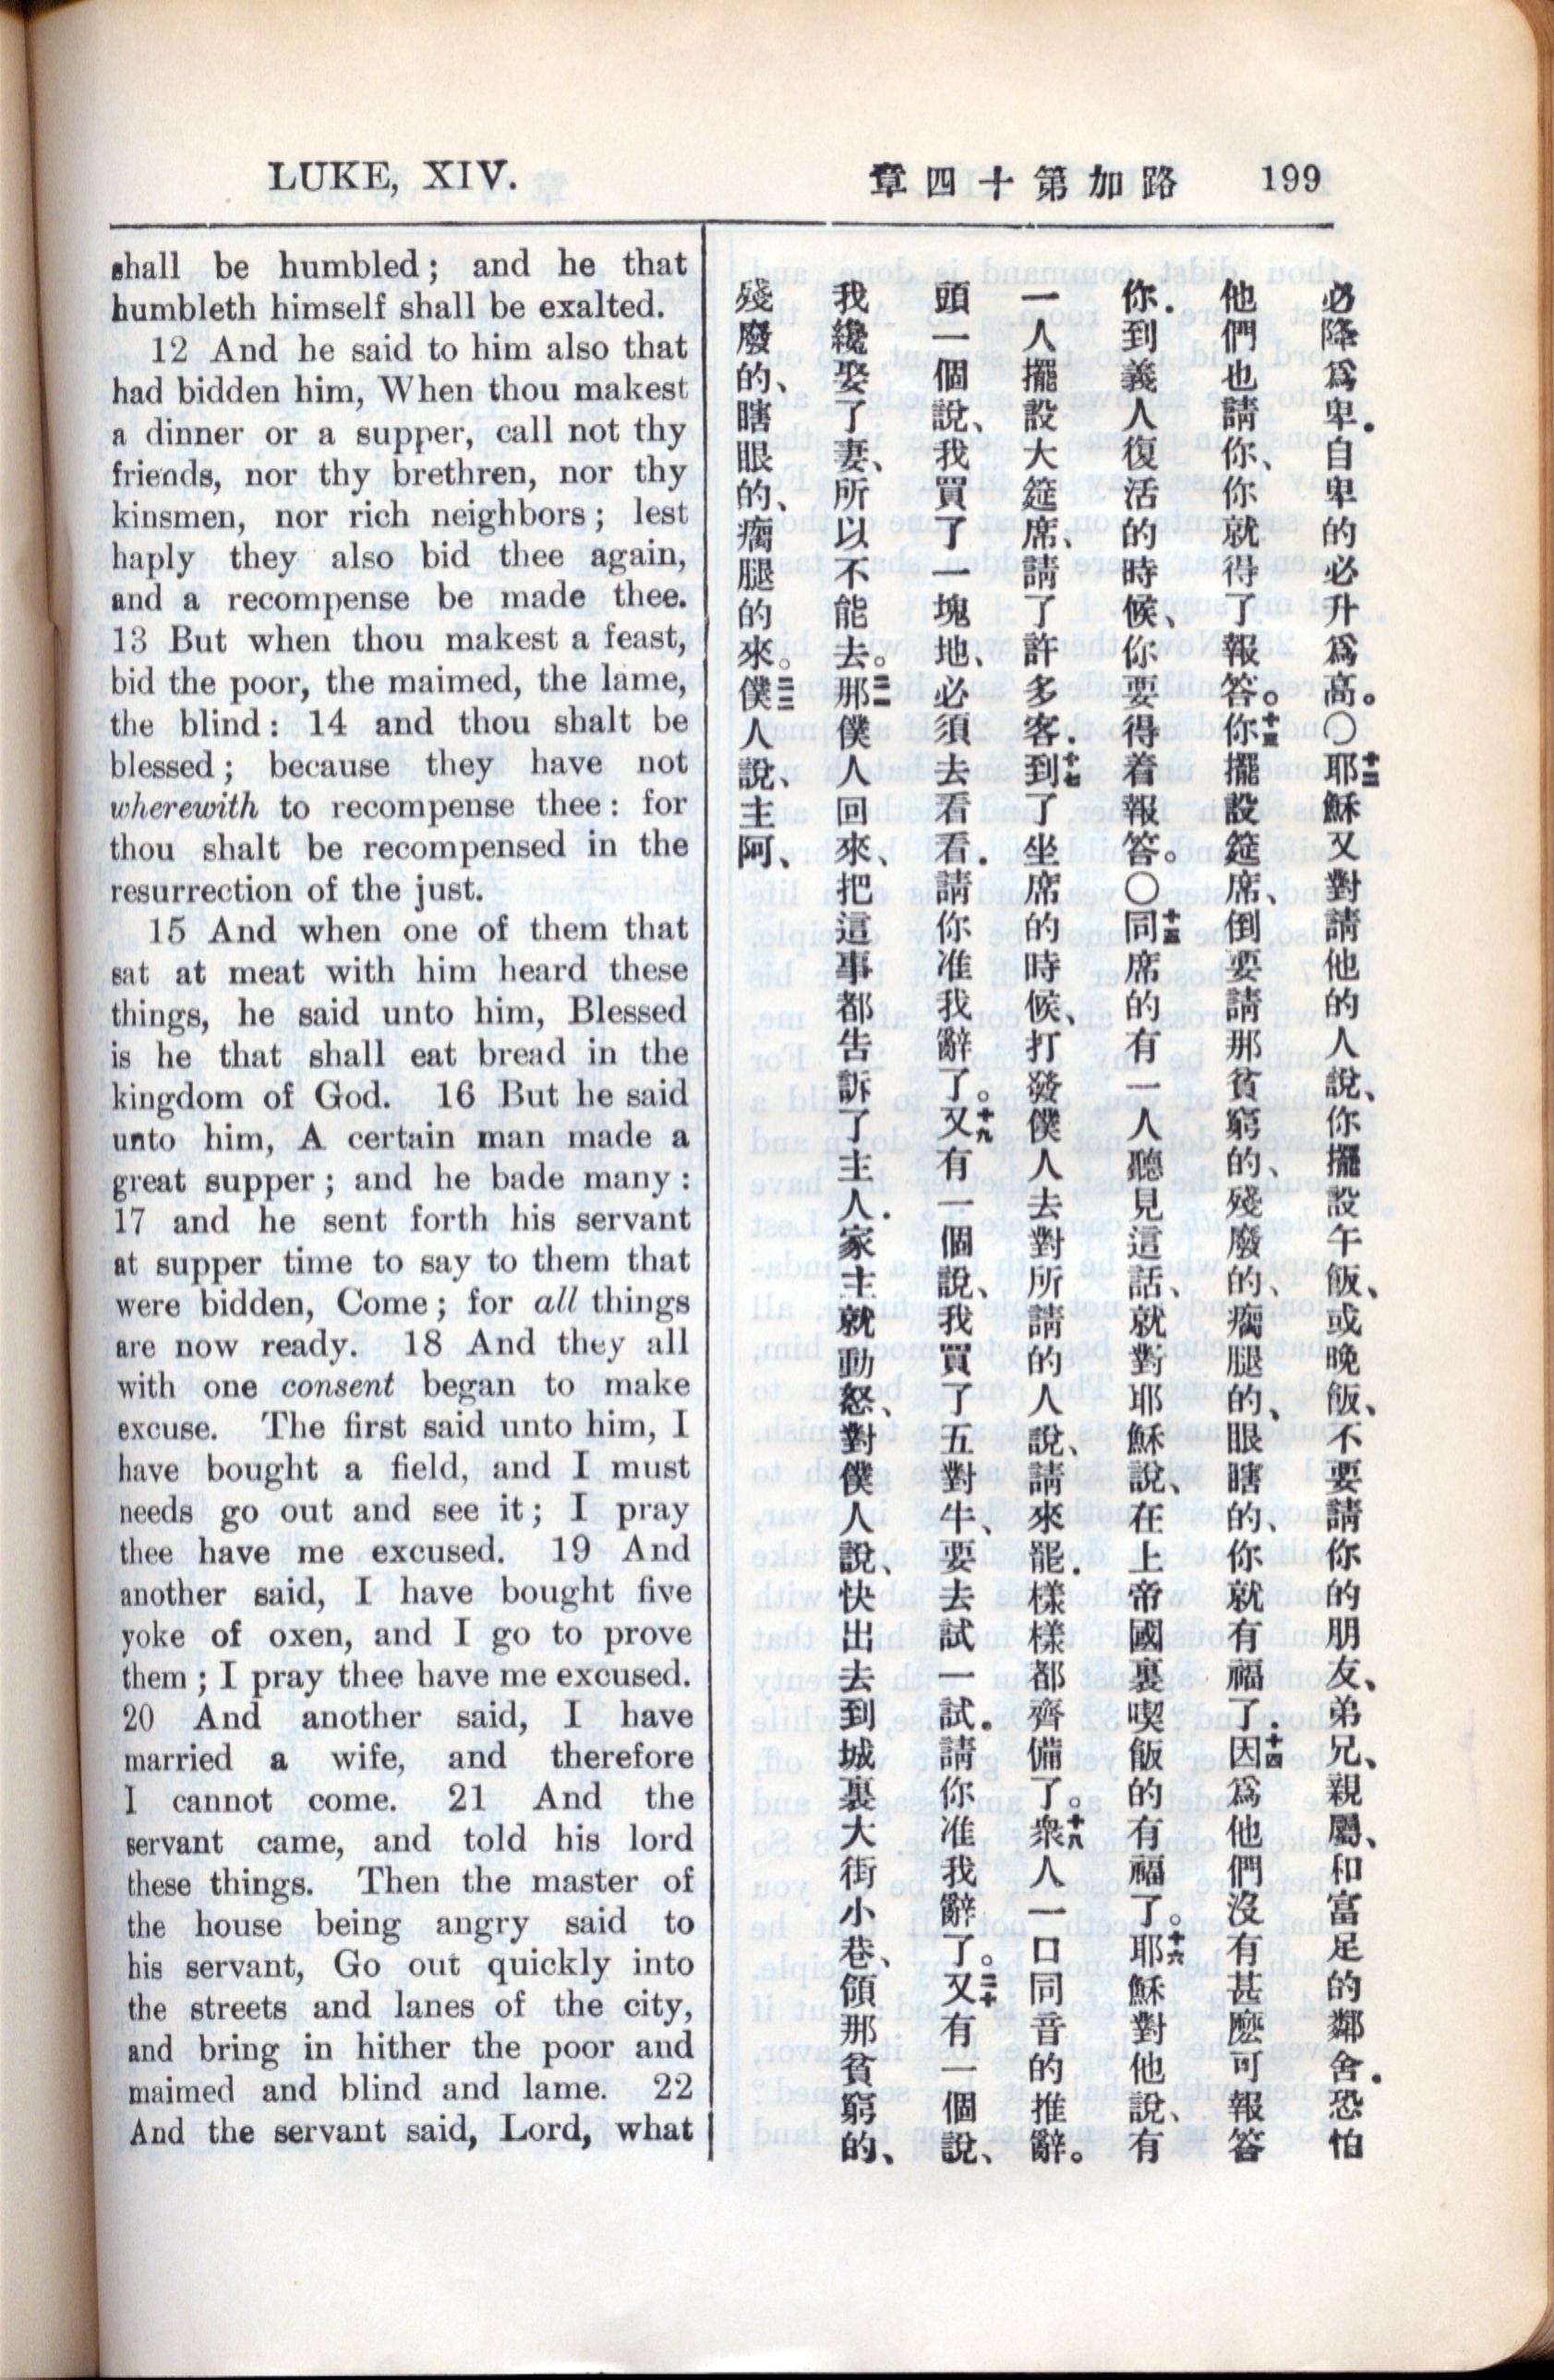 LUKE, XIV.
章四十第加路 199
shall be humbled; and he that
humbleth himself shall be exalted.
12 And he said to him also that
had bidden him, When thou makest
a dinner or a supper, call not thy
friends, nor thy brethren, nor thy
kinsmen, nor rich neighbors; lest
haply they also bid thee again,
and a recompense be made thee.
13 But when thou makest a feast,
bid the poor, the maimed, the lame,
the blind: 14 and thou shalt be
blessed; because they have not
wherewith to recompense thee: for
thou shalt be recompensed in the
resurrection of the just.
15 And when one of them that
sat at meat with him heard these
things, he said unto him, Blessed
is he that shall eat bread in the
kingdom of God. 16 But he said
unto him, A certain man made a
great supper; and he bade many:
17 and he sent forth his servant
at supper time to say to them that
were bidden, Come; for all things
are now ready. 18 And they all
with one consent began to make
excuse. The first said unto him, I
have bought a field, and I must
needs go out and see it; I pray
thee have me excused. 19 And
another said, I have bought five
yoke of oxen, and I go to prove
them; I pray thee have me excused.
20 And another said, I have
married a wife, and therefore
I cannot come. 21 And the
servant came, and told his lord
these things. Then the master of
the house being angry said to
his servant, Go out quickly into
the streets and lanes of the city,
and bring in hither the poor and
maimed and blind and lame. 22
And the servant said, Lord, what
必降爲卑．自卑的必升爲高。〇十二耶穌又對請他的人說、你擺設午飯、或晚飯、不要請你的朋友、弟兄、親屬、和富足的鄰舍．恐怕
他們也請你、你就得了報答。十三你擺設筵席、倒要請那貧窮的、殘廢的、瘸腿的、眼瞎的、你就有福了．十四因爲他們沒有甚麽可報答
你．到義人復活的時候、你要得着報答。〇十五同席的有一人聽見這話、就對耶穌說、在上帝國裏喫飯的有福了。十六耶穌對他說、有
一人擺設大筵席、請了許多客．十七到了坐席的時候、打發僕人去對所請的人說、請來罷．樣樣都齊備了。十八衆人一口同音的推辭。
頭一個說、我買了一塊地、必須去看看．請你准我辭了。十九又有一個說、我買了五對牛、要去試一試．請你准我辭了。二十又有一個說、
我纔娶了妻、所以不能去。二一那僕人回來、把這事都告訴了主人．家主就動怒、對僕人說、快出去到城裏大街小巷、領那貧窮的、
殘廢的、瞎眼的、瘸腿的來。二二僕人說、主阿、